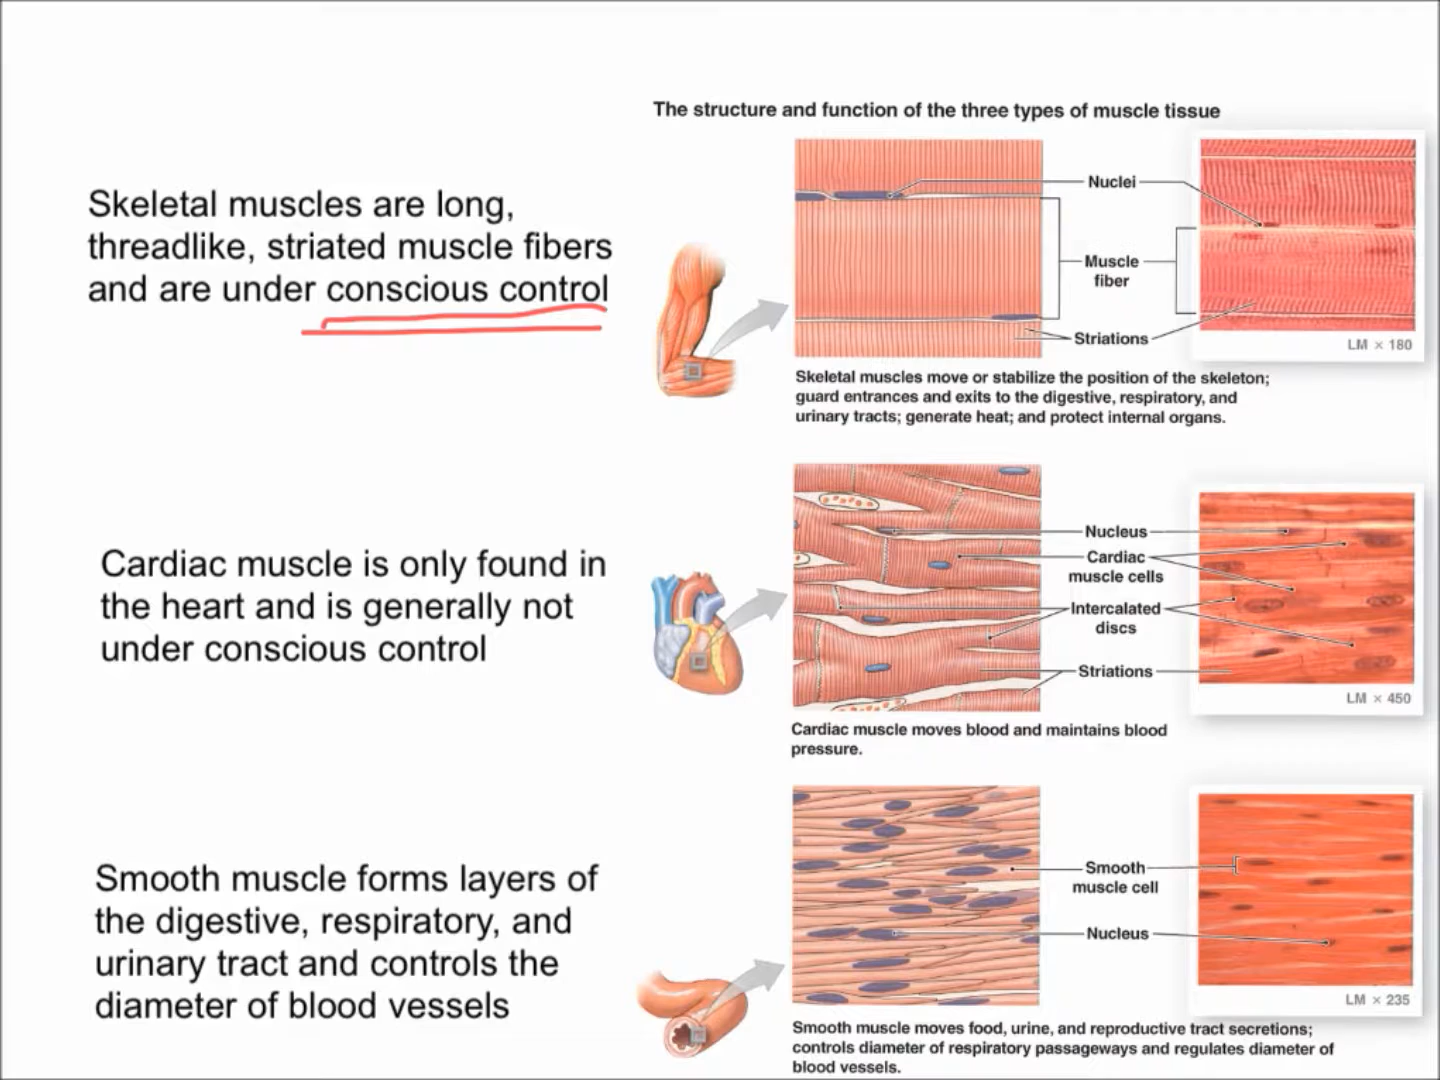 The structure and function of the three types of muscle tissue
Skeletal muscles are long,
threadlike, striated muscle fibers
and are under conscious control
Nuclei
Muscle
fiber
Striations
LM × 180
Skeletal muscles move or stabilize the position of the skeleton;
guard entrances and exits to the digestive, respiratory, and
urinary tracts; generate heat; and protect internal organs.
Cardiac muscle is only found in
the heart and is generally not
under conscious control
Nucleus
Cardiac
muscle cells
Intercalated
discs
Striations
LM × 450
Cardiac muscle moves blood and maintains blood
pressure.
Smooth muscle forms layers of
the digestive, respiratory, and
urinary tract and controls the
diameter of blood vessels
Smooth
muscle cell
Nucleus
LM × 235
Smooth muscle moves food, urine, and reproductive tract secretions;
controls diameter of respiratory passageways and regulates diameter of
blood vessels.